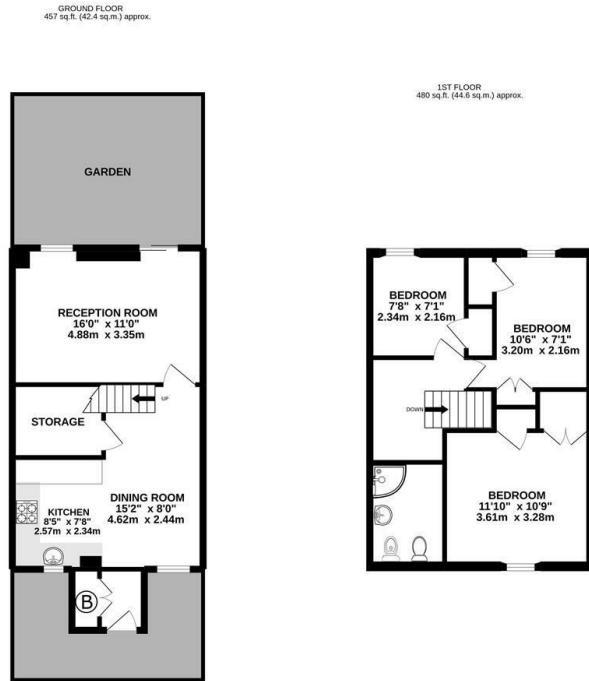 GROUND FLOOR
457 sq.ft. (42.4 sq.m.) approx.
1ST FLOOR
480 sq.ft. (44.6 sq.m.) approx.
GARDEN
RECEPTION ROOM
16'0" x 11'0"
4.88m x 3.35m
UP
STORAGE
DINING ROOM
15'2" x 8'0"
4.62m x 2.44m
KITCHEN
8'5" x 7'8"
2.57m x 2.34m
B
BEDROOM
7'8" x 7'1"
2.34m x 2.16m
BEDROOM
10'6" x 7'1"
3.20m x 2.16m
DOWN
BEDROOM
11'10" x 10'9"
3.61m x 3.28m